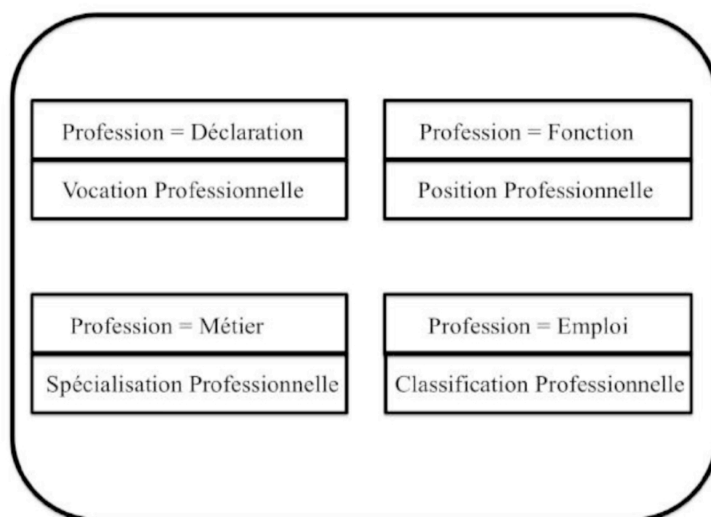 Profession = Déclaration
Vocation Professionnelle
Profession = Fonction
Position Professionnelle
Profession = Métier
Spécialisation Professionnelle
Profession = Emploi
Classification Professionnelle